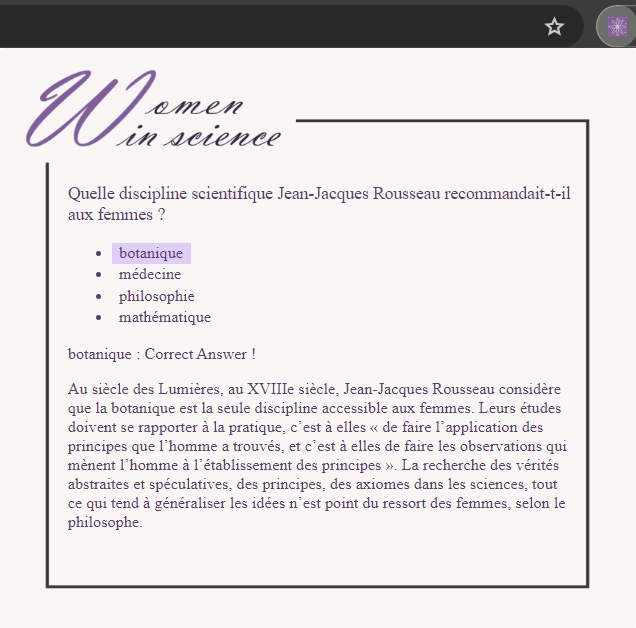 Women
in science
Quelle discipline scientifique Jean-Jacques Rousseau recommandait-t-il
aux femmes ?
• botanique
• médecine
• philosophie
• mathématique
botanique : Correct Answer !
Au siècle des Lumières, au XVIIIe siècle, Jean-Jacques Rousseau considère
que la botanique est la seule discipline accessible aux femmes. Leurs études
doivent se rapporter à la pratique, c’est à elles « de faire l’application des
principes que l’homme a trouvés, et c’est à elles de faire les observations qui
mènent l’homme à l’établissement des principes ». La recherche des vérités
abstraites et spéculatives, des principes, des axiomes dans les sciences, tout
ce qui tend à généraliser les idées n’est point du ressort des femmes, selon le
philosophe.